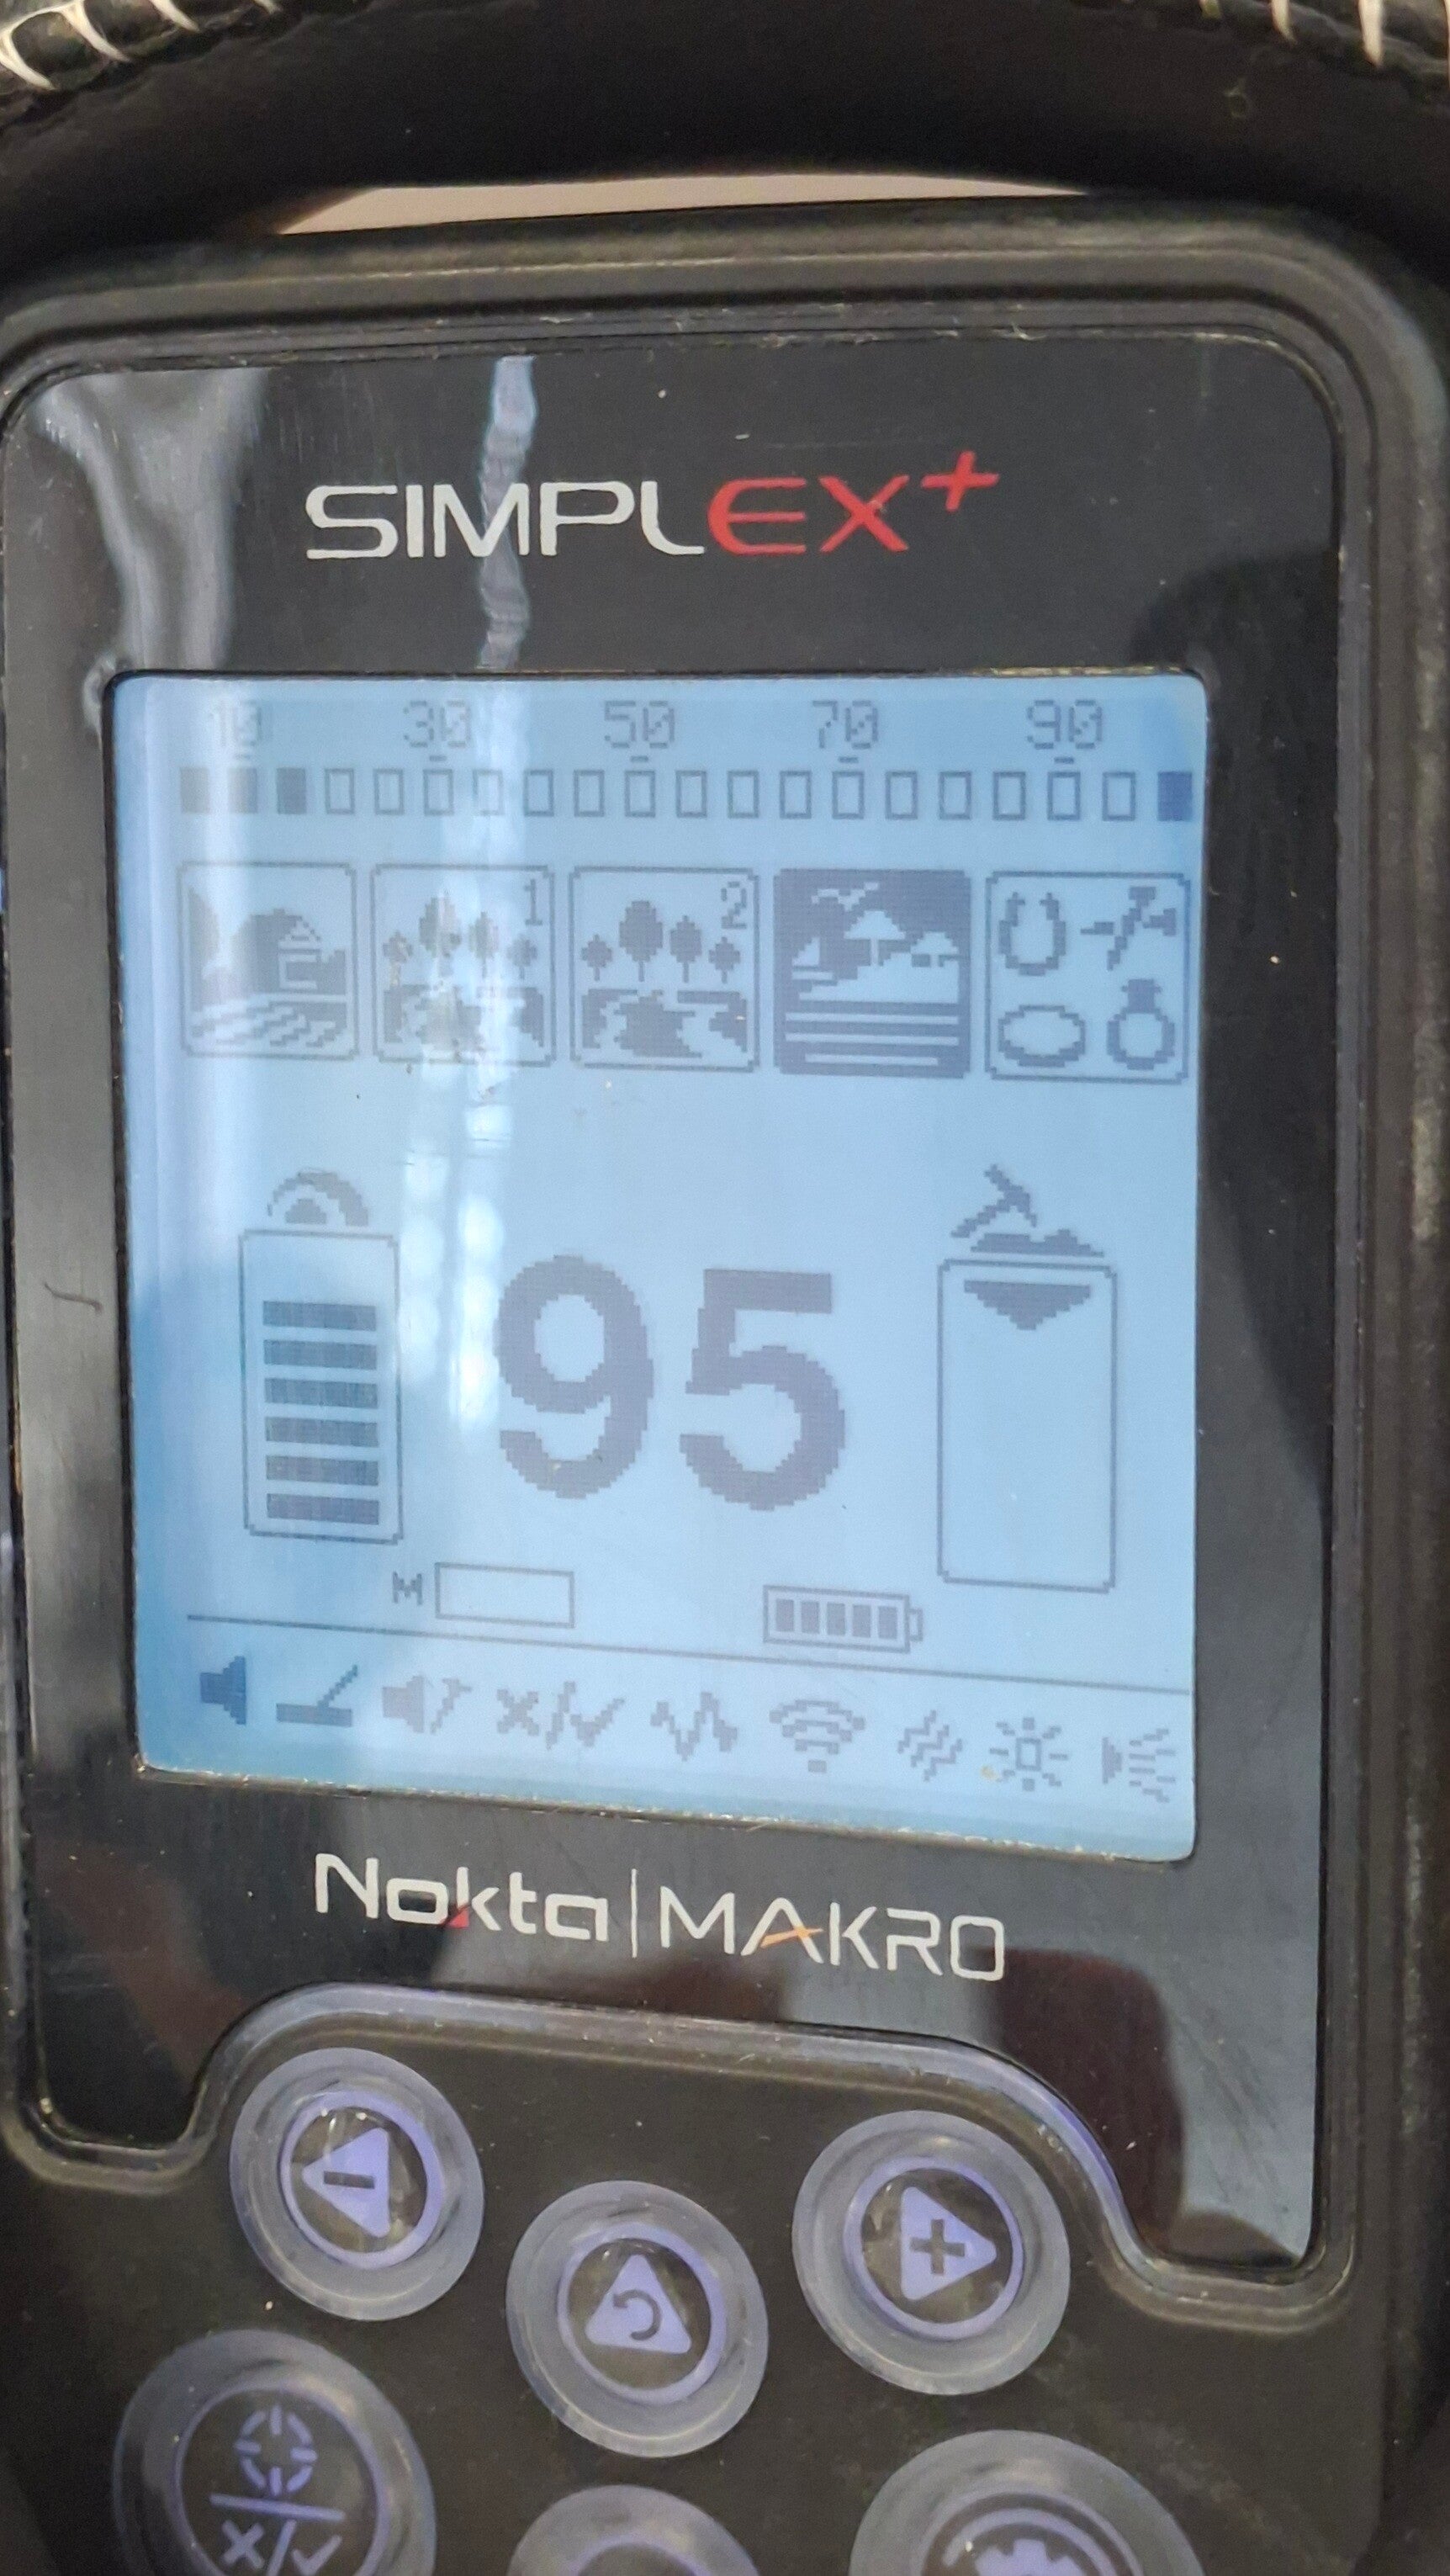 SIMPLEX+
10 30 50 70 90
1 2
95
M
Nokta | MAKRO